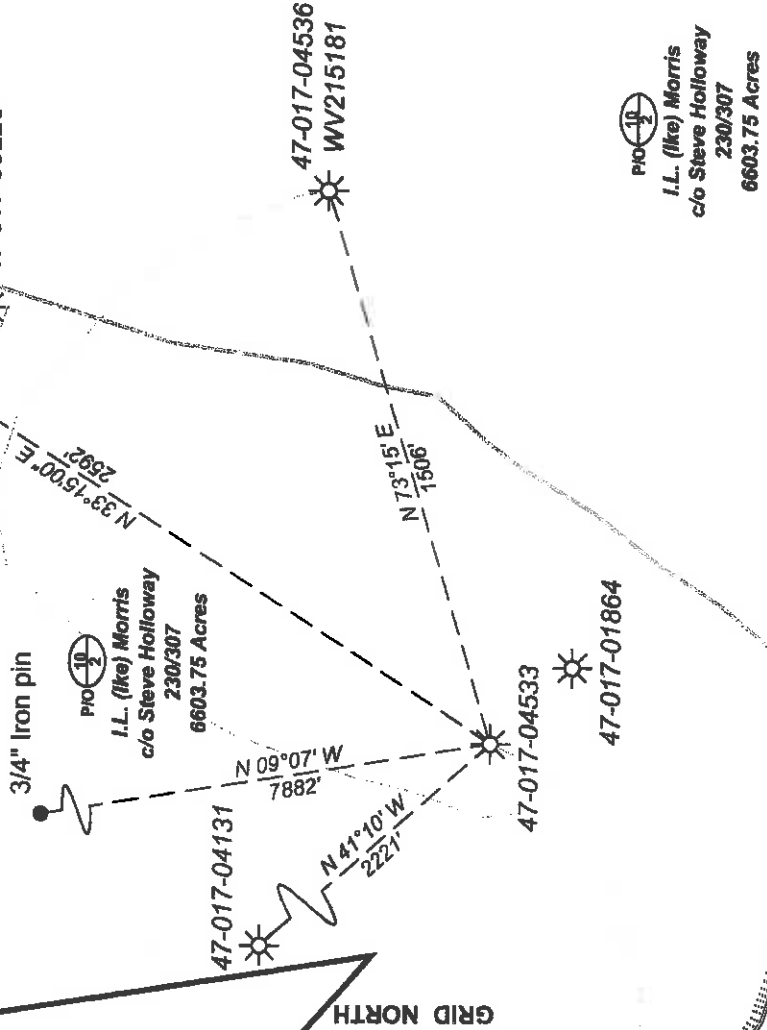 47-017-04536
WV215181
P/O 10/2
I.L. (Ike) Morris
c/o Steve Holloway
230/307
6603.75 Acres
N 33°15'00" E
2592'
N 73°15' E
1506'
3/4" Iron pin
P/O 10/2
I.L. (Ike) Morris
c/o Steve Holloway
230/307
6603.75 Acres
N 09°07' W
7882'
47-017-04131
N 41°10' W
2221'
47-017-04533
47-017-01864
GRID NORTH